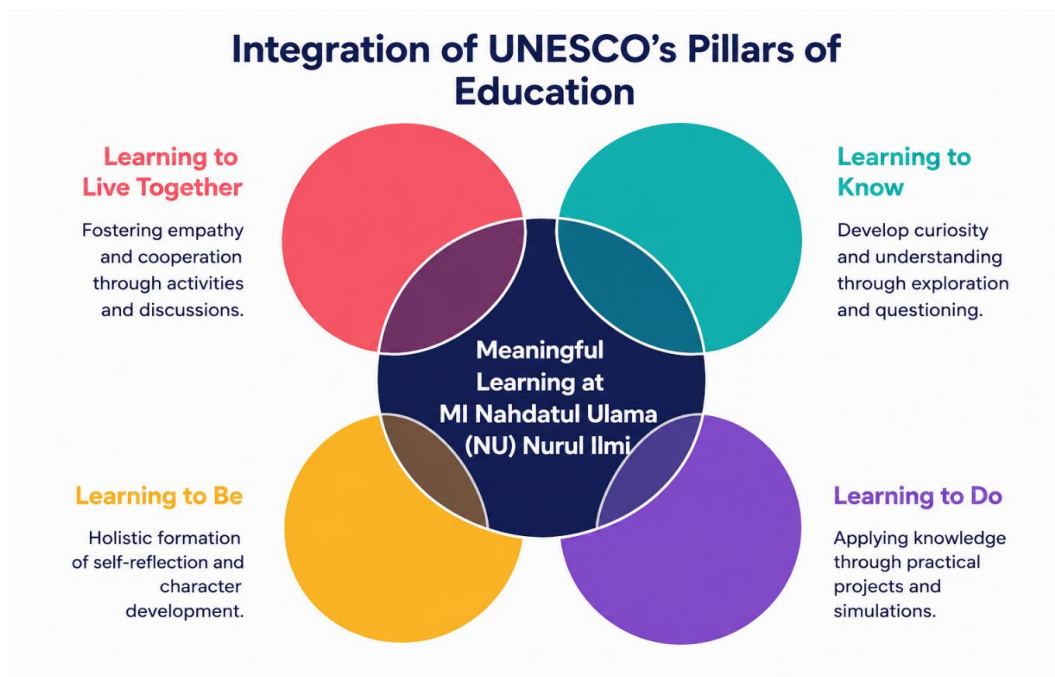 Integration of UNESCO's Pillars of
Education
Learning to
Live Together
Fostering empathy
and cooperation
through activities
and discussions.
Learning to
Know
Develop curiosity
and understanding
through exploration
and questioning.
Meaningful
Learning at
MI Nahdatul Ulama
(NU) Nurul Ilmi
Learning to Be
Holistic formation
of self-reflection and
character
development.
Learning to Do
Applying knowledge
through practical
projects and
simulations.